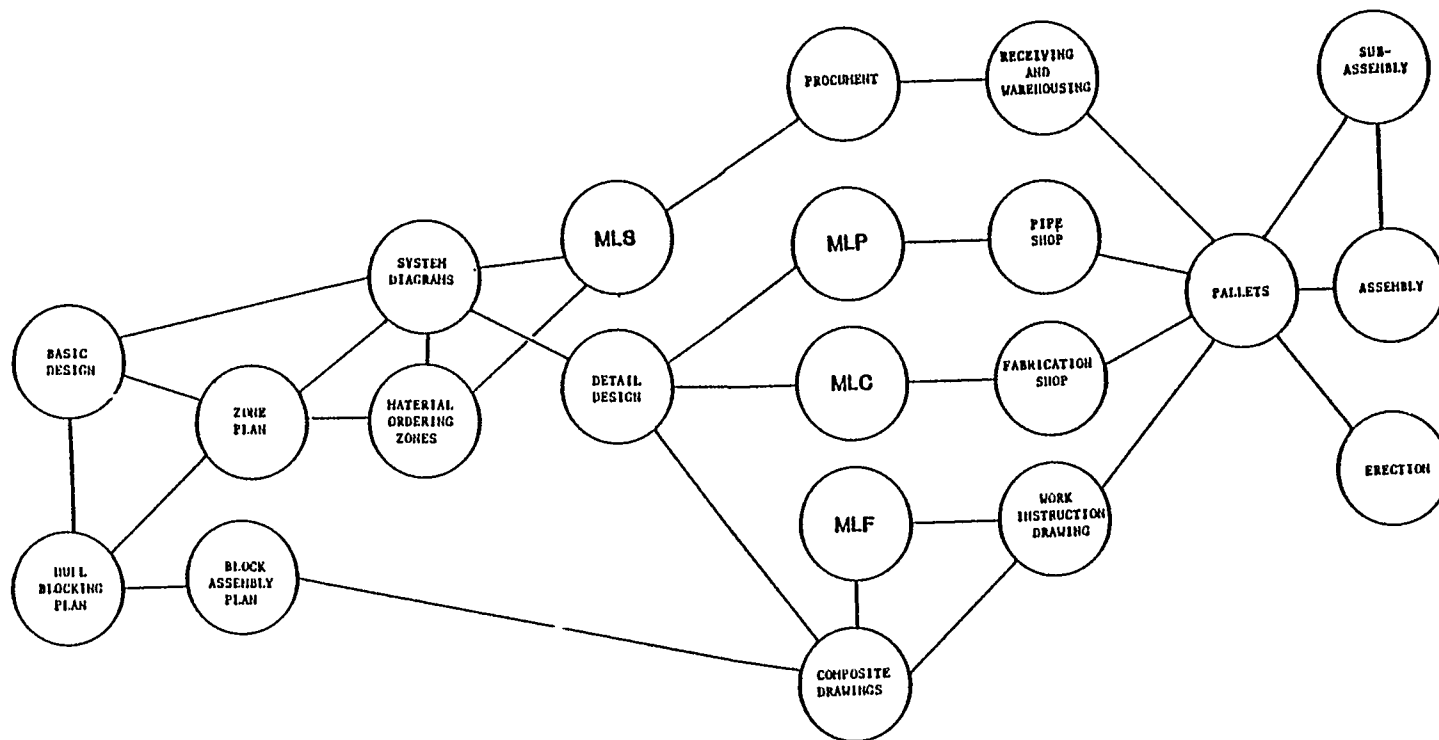 BASIC
DESIGN
HULL
BLOCKING
PLAN
ZONE
PLAN
BLOCK
ASSEMBLY
PLAN
SYSTEM
DIAGRAMS
MATERIAL
ORDERING
ZONES
MLS
DETAIL
DESIGN
PROCUMENT
MLP
MLC
MLF
COMPOSITE
DRAWINGS
RECEIVING
AND
WAREHOUSING
PIPE
SHOP
FABRICATION
SHOP
WORK
INSTRUCTION
DRAWING
PALLETS
SUB-
ASSEMBLY
ASSEMBLY
ERECTION